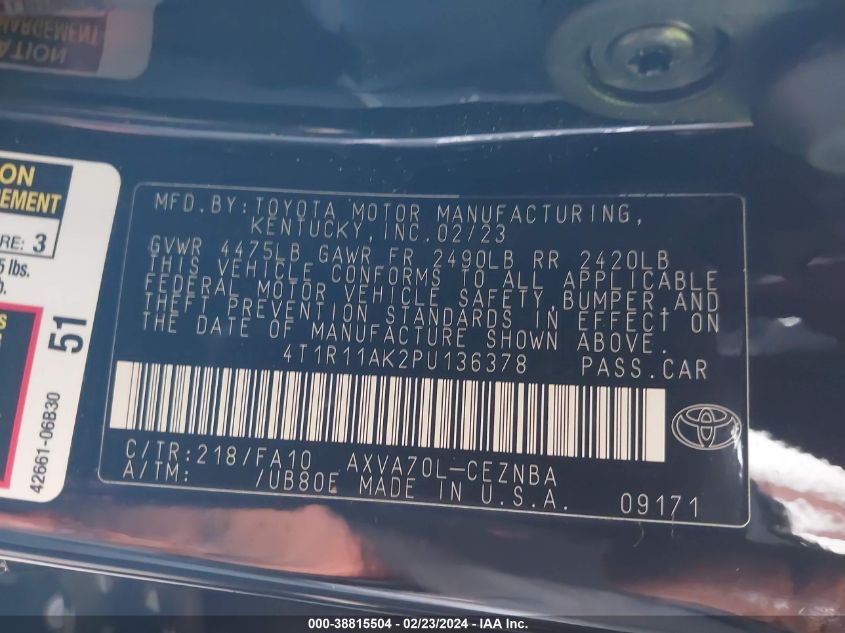 ARGEMENT
ATION
ON
EMENT
RE: 3
5 lbs.
b.
S
51
42661-06B30
MFD.BY:TOYOTA MOTOR MANUFACTURING,
KENTUCKY,INC.02/23
GVWR 4475LB GAWR FR 2490LB RR 2420LB
THIS VEHICLE CONFORMS TO ALL APPLICABLE
FEDERAL MOTOR VEHICLE SAFETY,BUMPER,AND
THEFT PREVENTION STANDARDS IN EFFECT ON
THE DATE OF MANUFACTURE SHOWN ABOVE.
4T1R11AK2PU136378 PASS.CAR
C/TR:218/FA10 AXVA70L-CEZNBA
A/TM: /UB80E MADE IN U.S.A. 09171
000-38815504 - 02/23/2024 - IAA Inc.